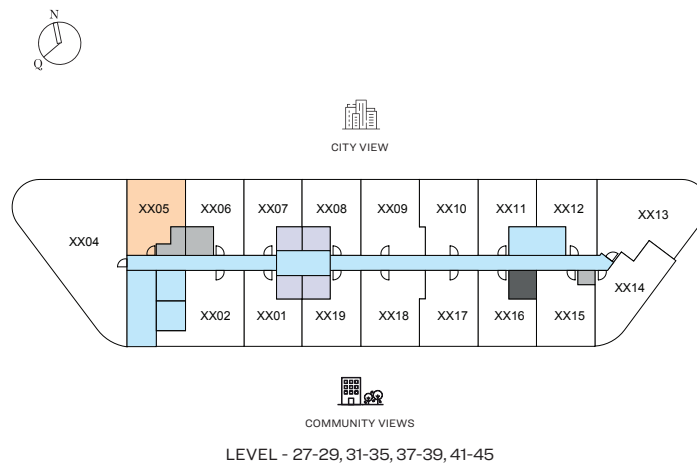 N
Q
CITY VIEW
XX05 XX06 XX07 XX08 XX09 XX10 XX11 XX12
XX13
XX04
XX14
XX02 XX01 XX19 XX18 XX17 XX16 XX15
COMMUNITY VIEWS
LEVEL - 27-29, 31-35, 37-39, 41-45